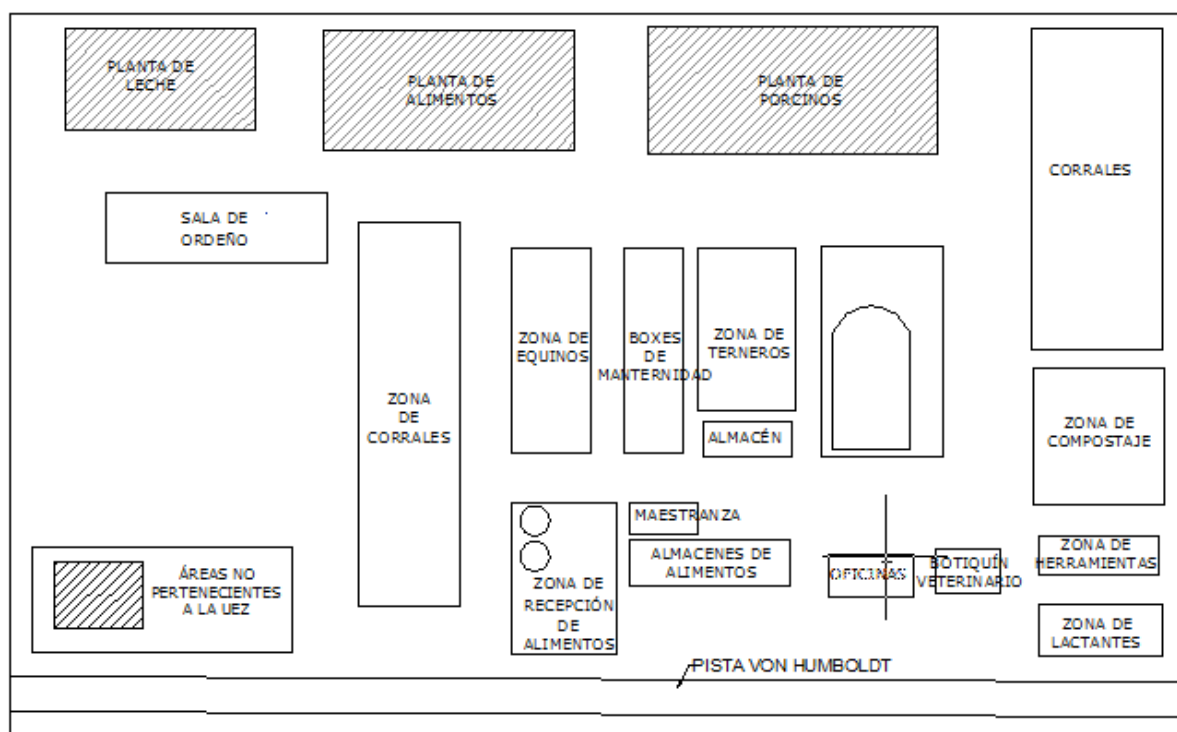 PLANTA DE
LECHE
PLANTA DE
ALIMENTOS
PLANTA DE
PORCINOS
CORRALES
SALA DE
ORDEÑO
ZONA DE
EQUINOS
BOXES
DE
MANTERNIDAD
ZONA DE
TERNEROS
ZONA
DE
CORRALES
ALMACÉN
ZONA DE
COMPOSTAJE
MAESTRANZA
ALMACENES DE
ALIMENTOS
ZONA DE
RECEPCIÓN
DE
ALIMENTOS
OFICINAS
BOTIQUÍN
VETERINARIO
ZONA DE
HERRAMIENTAS
ÁREAS NO
PERTENECIENTES
A LA UEZ
ZONA DE
LACTANTES
PISTA VON HUMBOLDT